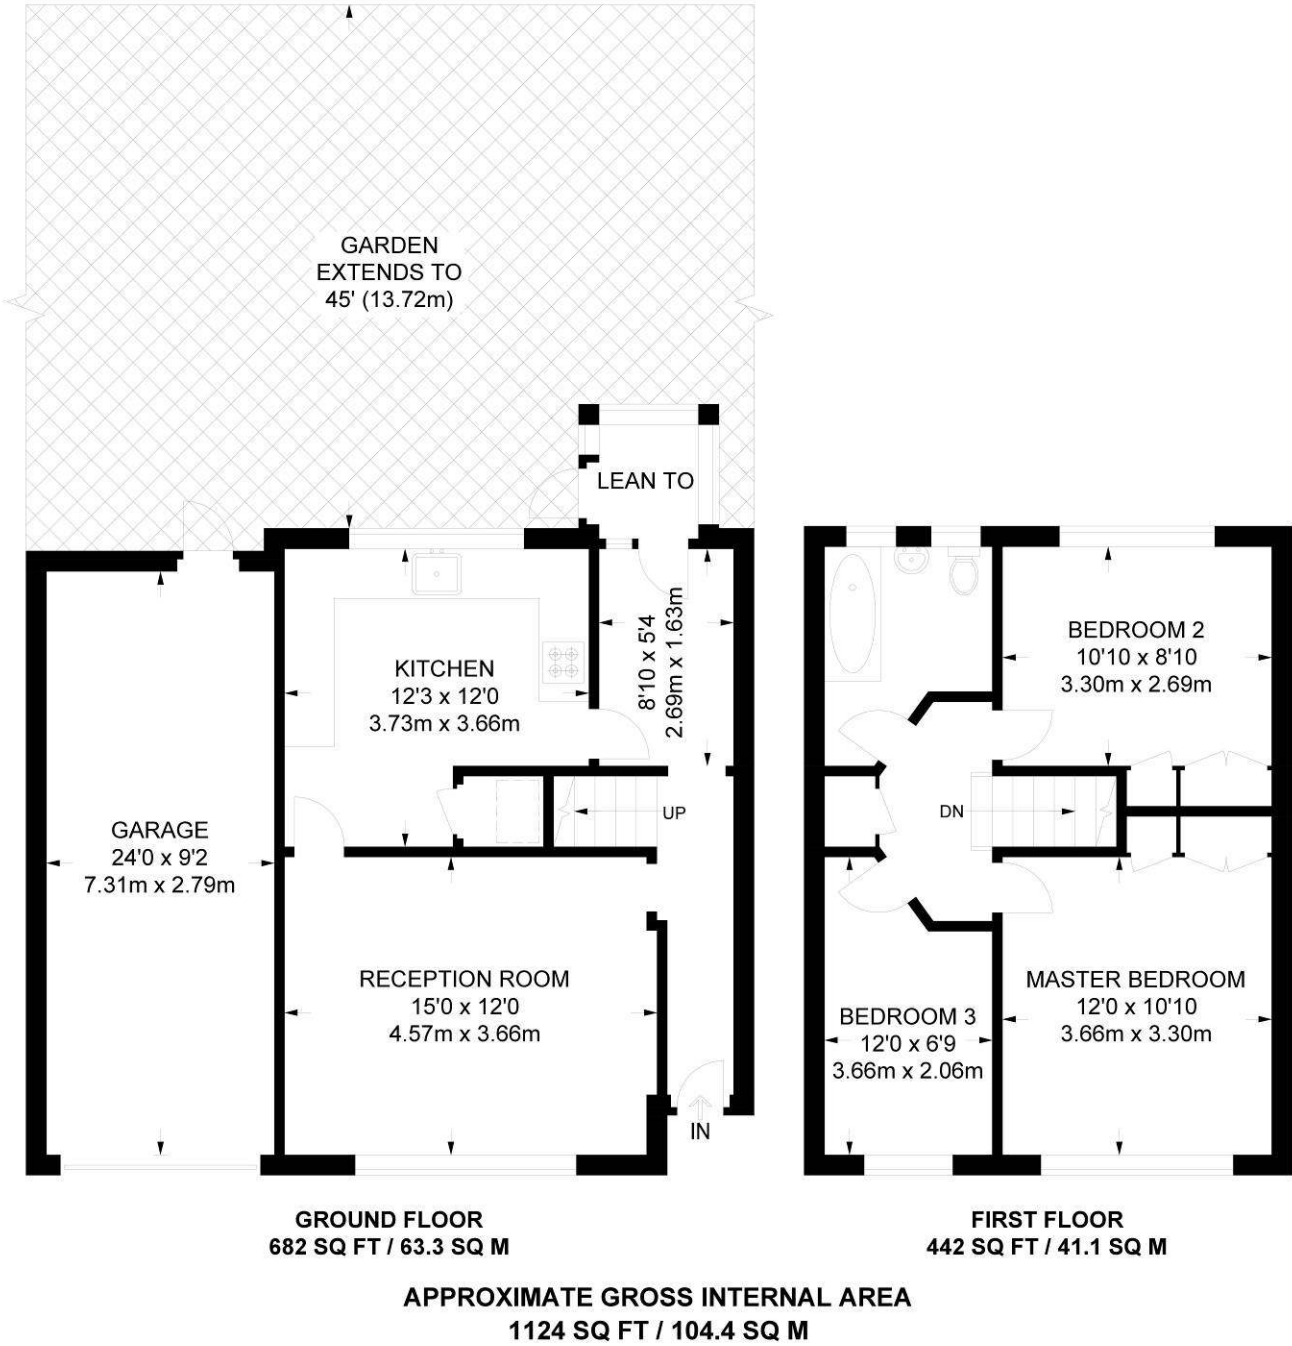 GARDEN
EXTENDS TO
45' (13.72m)
LEAN TO
KITCHEN
12'3 x 12'0
3.73m x 3.66m
8'10 x 5'4
2.69m x 1.63m
UP
GARAGE
24'0 x 9'2
7.31m x 2.79m
RECEPTION ROOM
15'0 x 12'0
4.57m x 3.66m
IN
BEDROOM 2
10'10 x 8'10
3.30m x 2.69m
DN
MASTER BEDROOM
12'0 x 10'10
3.66m x 3.30m
BEDROOM 3
12'0 x 6'9
3.66m x 2.06m
GROUND FLOOR
682 SQ FT / 63.3 SQ M
FIRST FLOOR
442 SQ FT / 41.1 SQ M
APPROXIMATE GROSS INTERNAL AREA
1124 SQ FT / 104.4 SQ M